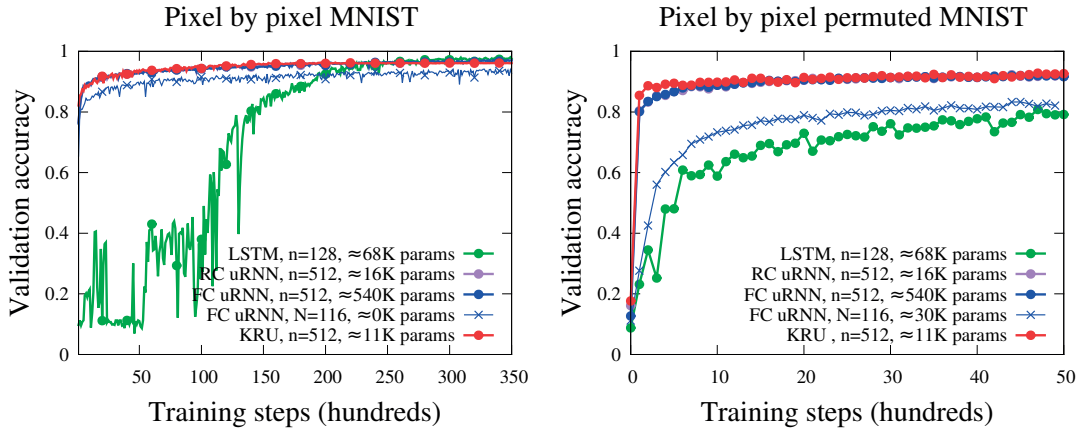 Pixel by pixel MNIST
Validation accuracy
1
0.8
0.6
0.4
0.2
0
LSTM, n=128, ≈68K params
RC uRNN, n=512, ≈16K params
FC uRNN, n=512, ≈540K params
FC uRNN, N=116, ≈0K params
KRU, n=512, ≈11K params
50 100 150 200 250 300 350
Training steps (hundreds)
Pixel by pixel permuted MNIST
Validation accuracy
1
0.8
0.6
0.4
0.2
0
LSTM, n=128, ≈68K params
RC uRNN, n=512, ≈16K params
FC uRNN, n=512, ≈540K params
FC uRNN, N=116, ≈30K params
KRU , n=512, ≈11K params
0 10 20 30 40 50
Training steps (hundreds)